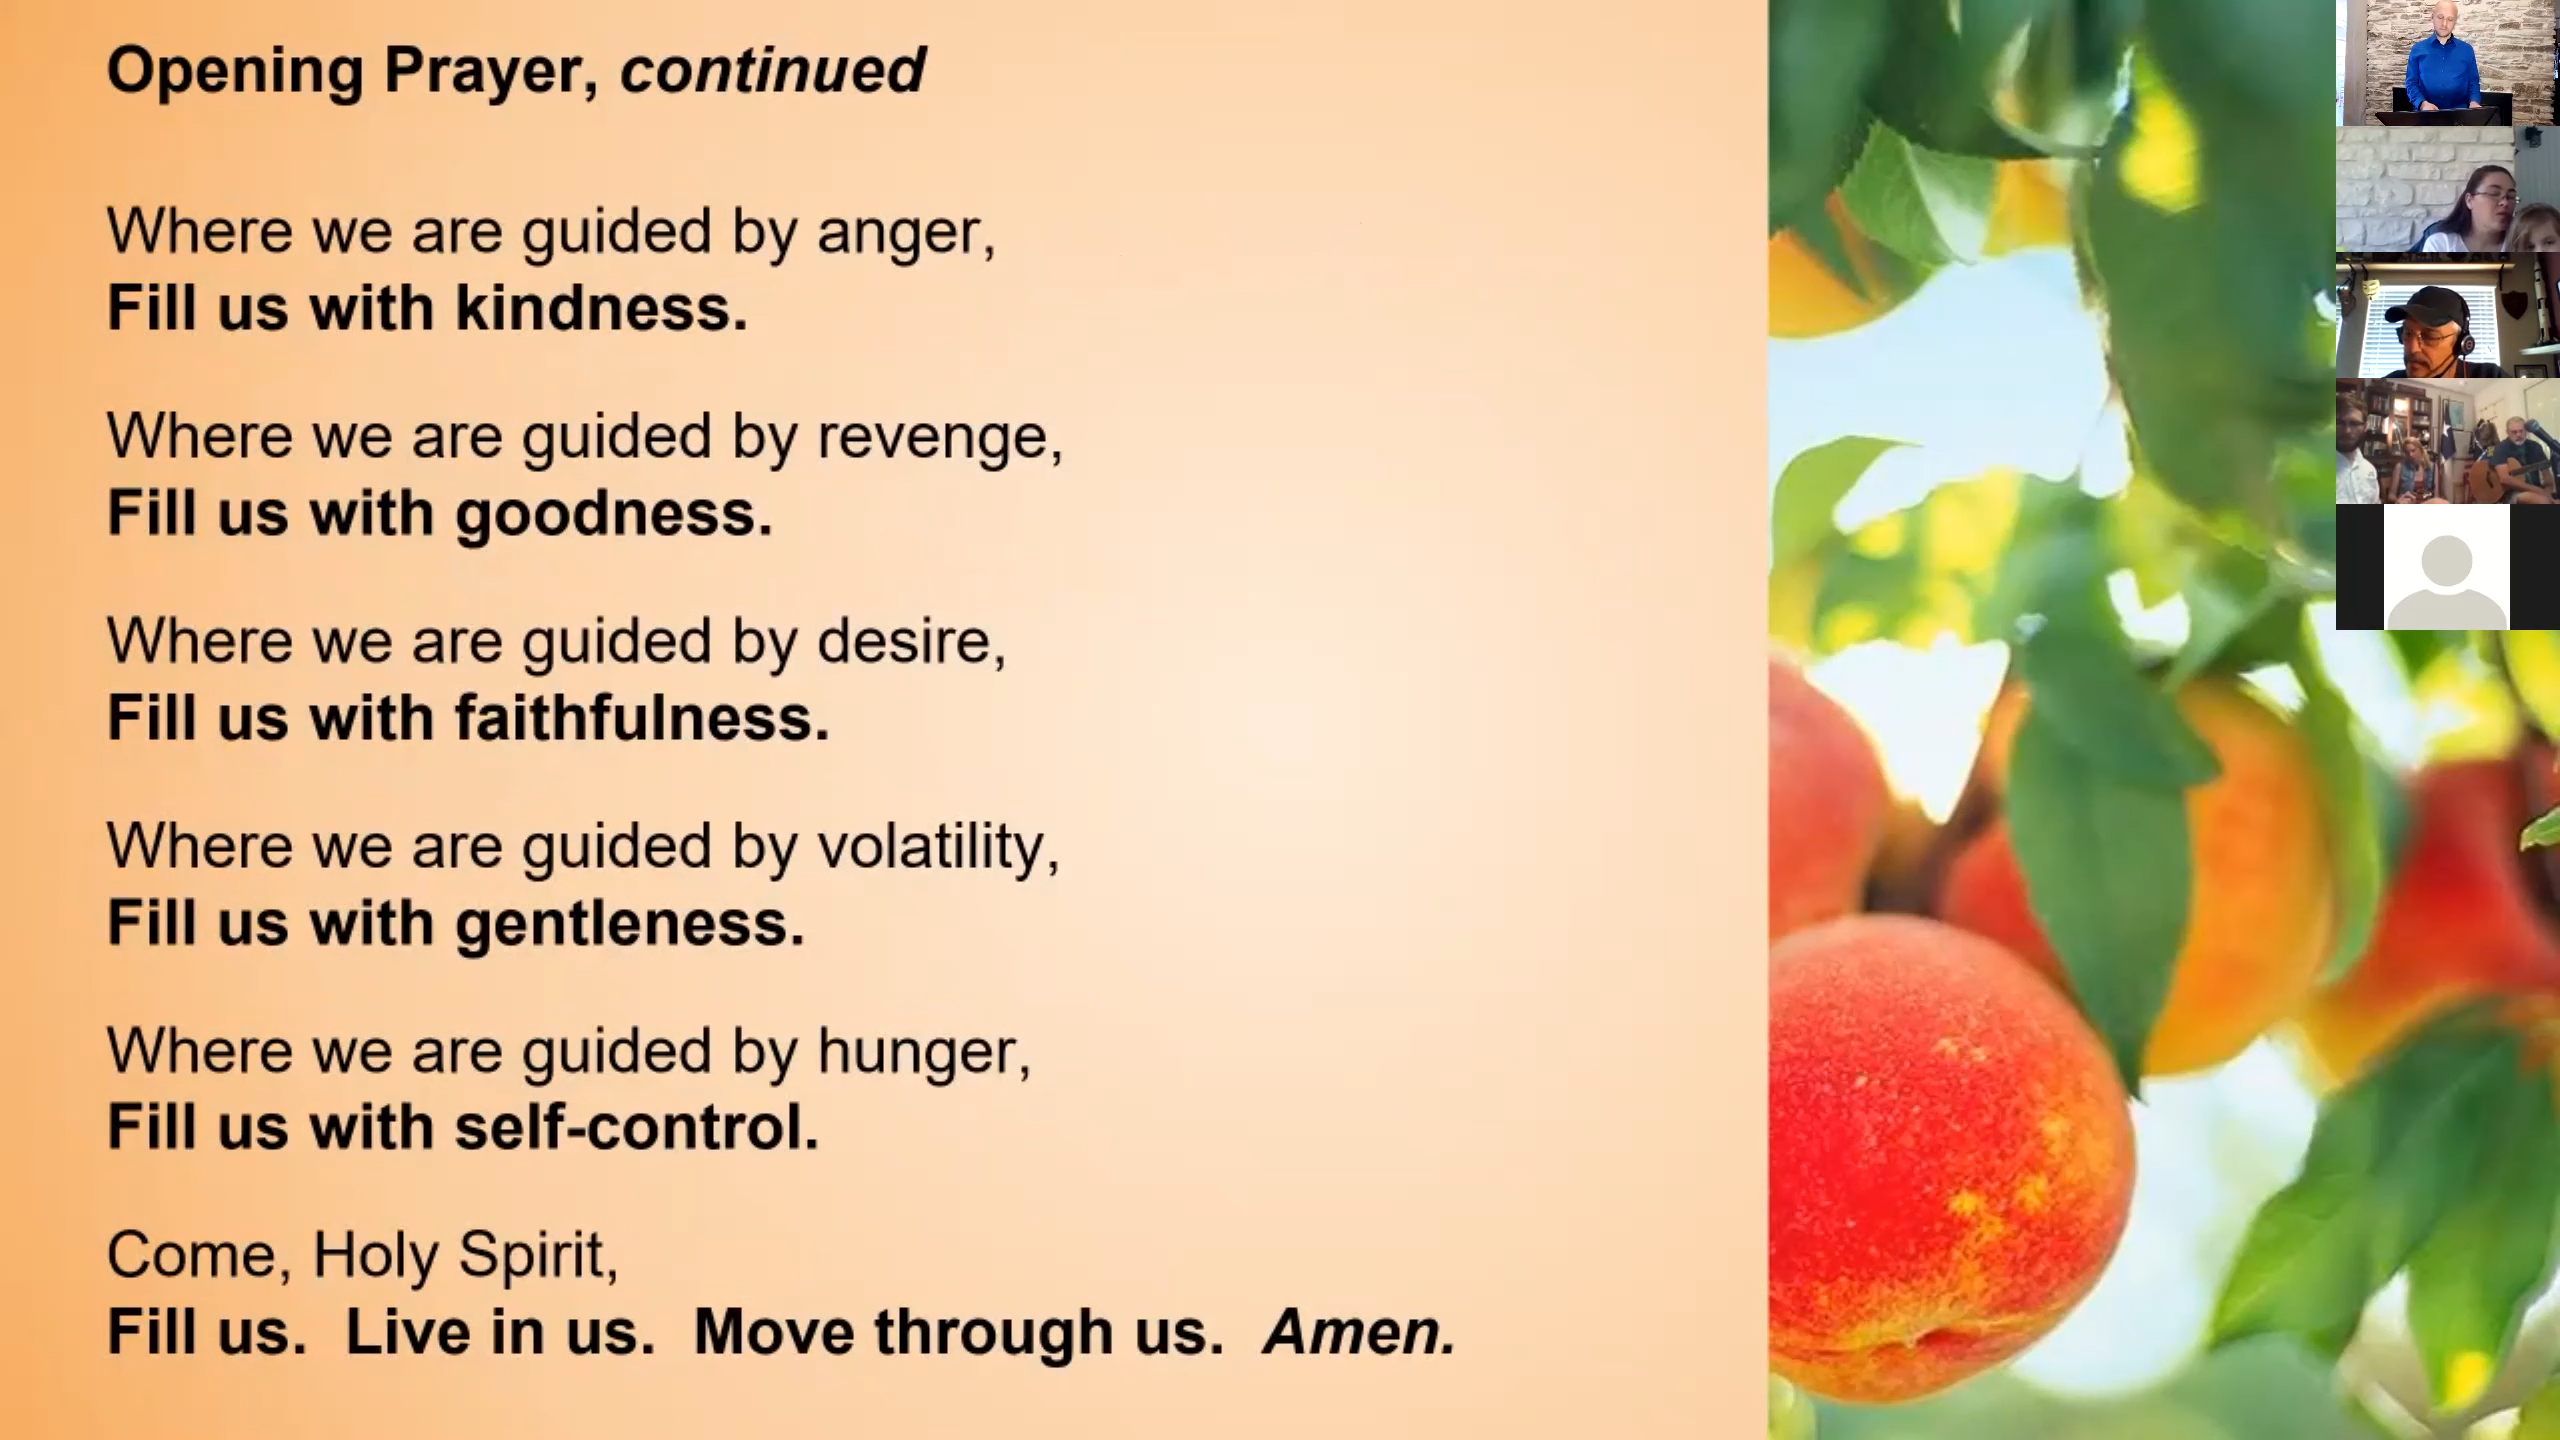 Opening Prayer, continued
Where we are guided by anger,
Fill us with kindness.
Where we are guided by revenge,
Fill us with goodness.
Where we are guided by desire,
Fill us with faithfulness.
Where we are guided by volatility,
Fill us with gentleness.
Where we are guided by hunger,
Fill us with self-control.
Come, Holy Spirit,
Fill us.  Live in us.  Move through us.  Amen.